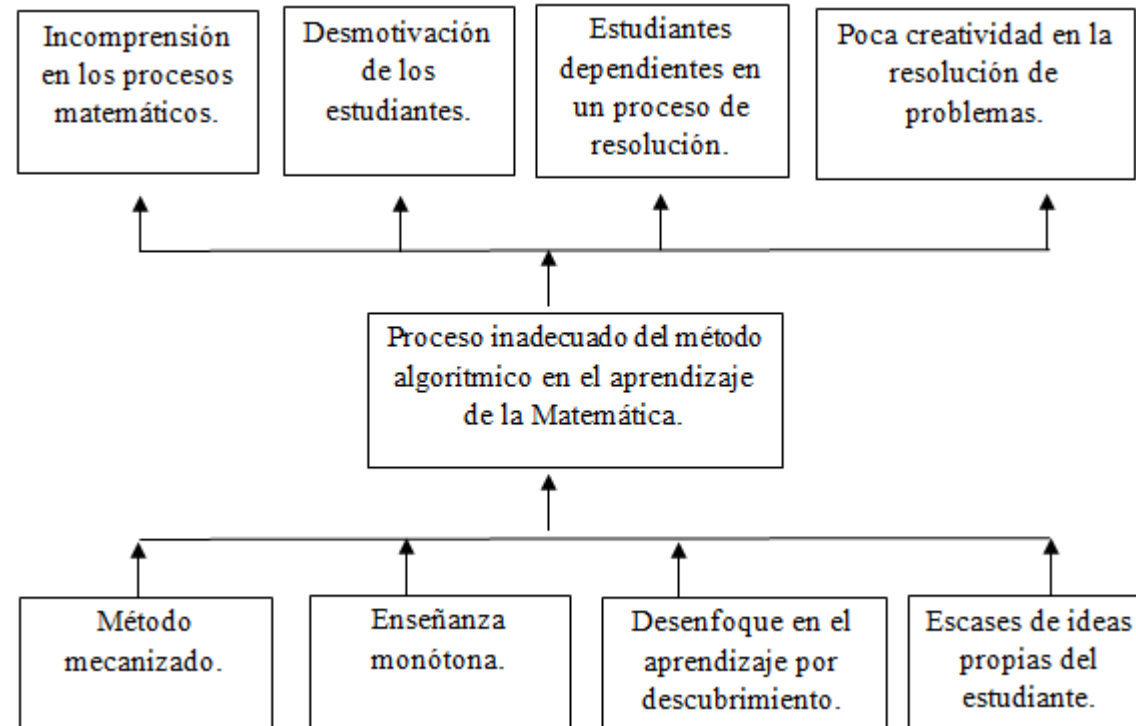 Incomprensión
en los procesos
matemáticos.
Desmotivación
de los
estudiantes.
Estudiantes
dependientes en
un proceso de
resolución.
Poca creatividad en la
resolución de
problemas.
Proceso inadecuado del método
algorítmico en el aprendizaje
de la Matemática.
Método
mecanizado.
Enseñanza
monótona.
Desenfoque en el
aprendizaje por
descubrimiento.
Escases de ideas
propias del
estudiante.